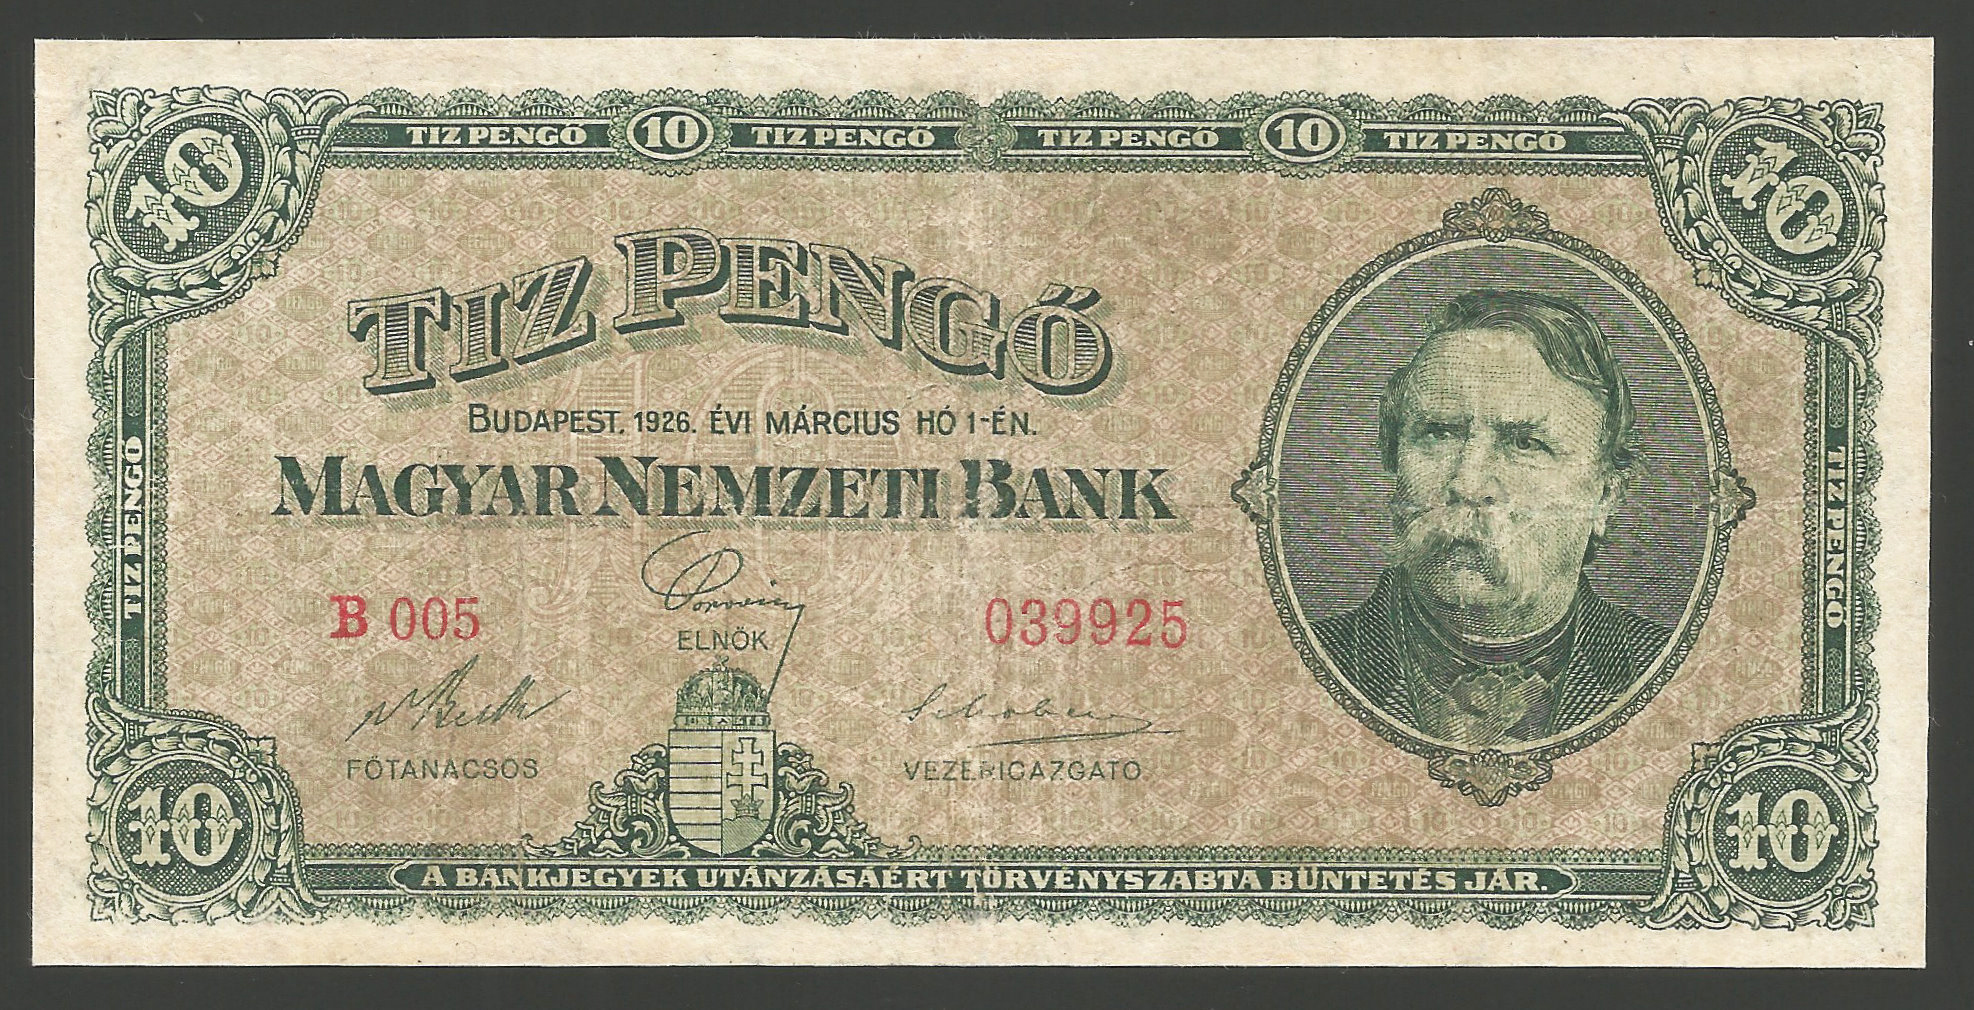 10 TIZ PENGŐ 10 TIZ PENGŐ TIZ PENGŐ 10 TIZ PENGŐ 10
TIZ PENGŐ
BUDAPEST. 1926. ÉVI MÁRCIUS HÓ 1-ÉN.
MAGYAR NEMZETI BANK
B 005 039925
ELNÖK
FŐTANÁCSOS VEZÉRIGAZGATÓ
TIZ PENGŐ TIZ PENGŐ
10 10
A BANKJEGYEK UTÁNZÁSÁÉRT TÖRVÉNYSZABTA BÜNTETÉS JÁR.